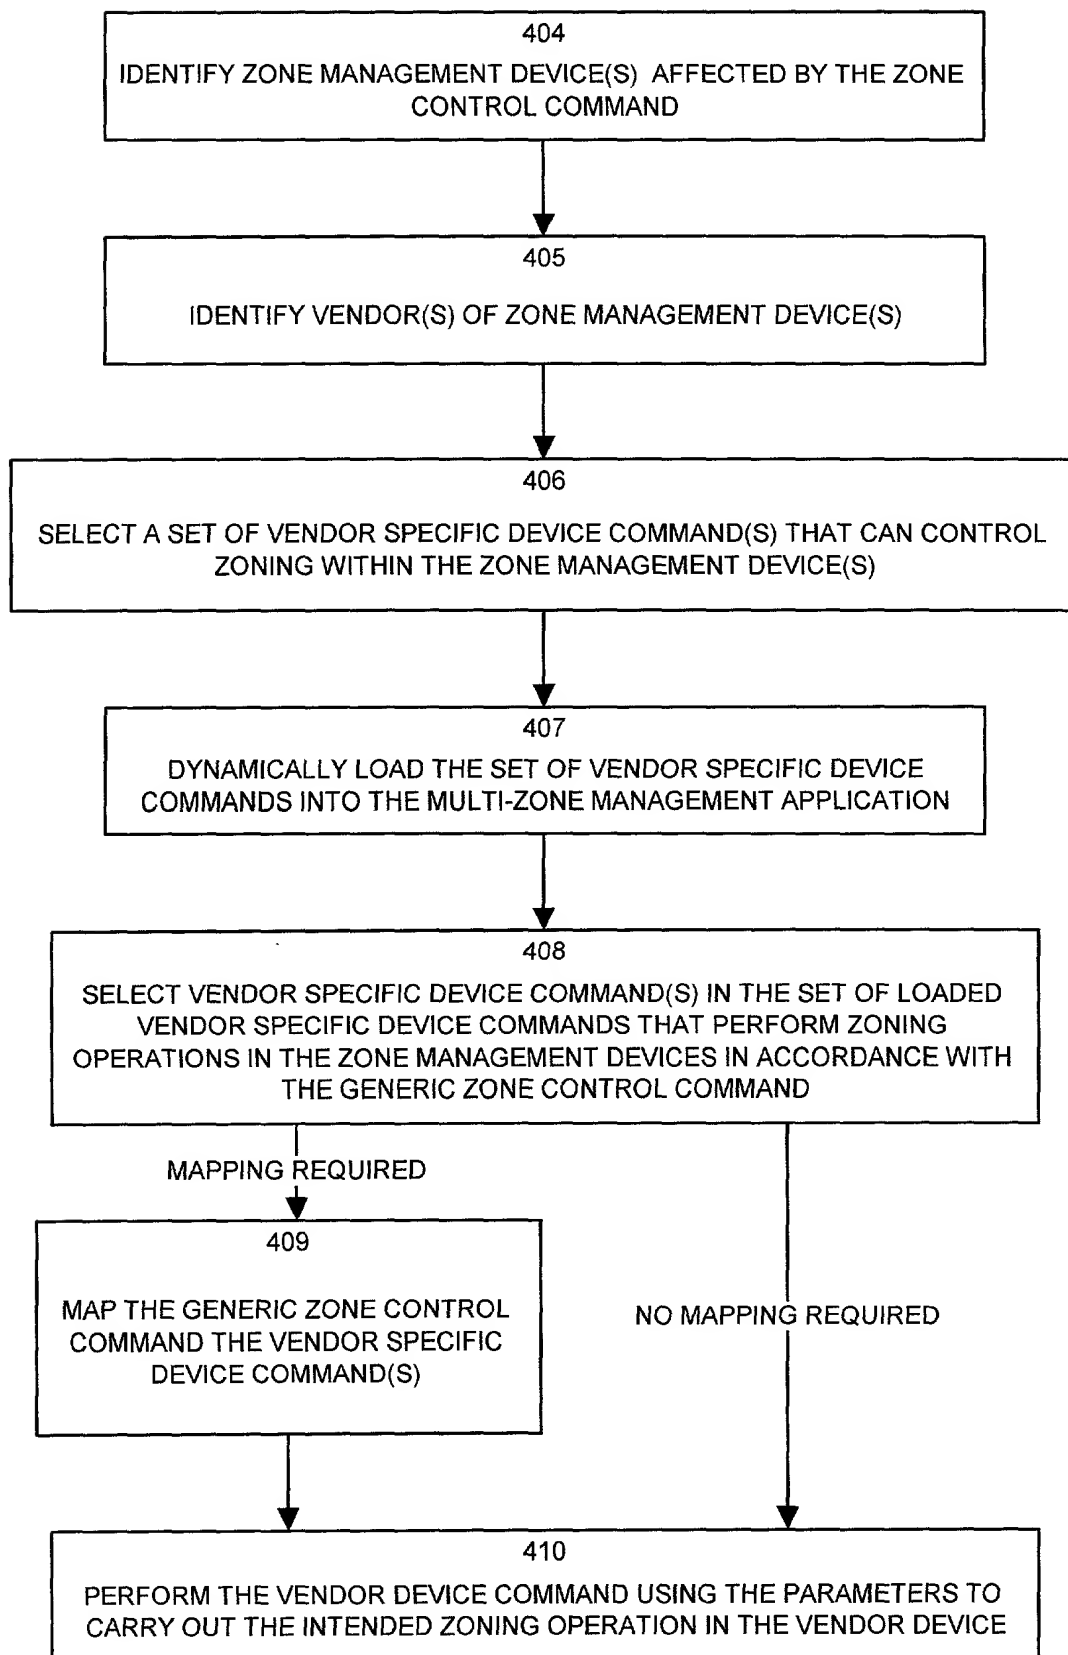 404
IDENTIFY ZONE MANAGEMENT DEVICE(S) AFFECTED BY THE ZONE
CONTROL COMMAND
405
IDENTIFY VENDOR(S) OF ZONE MANAGEMENT DEVICE(S)
406
SELECT A SET OF VENDOR SPECIFIC DEVICE COMMAND(S) THAT CAN CONTROL
ZONING WITHIN THE ZONE MANAGEMENT DEVICE(S)
407
DYNAMICALLY LOAD THE SET OF VENDOR SPECIFIC DEVICE
COMMANDS INTO THE MULTI-ZONE MANAGEMENT APPLICATION
408
SELECT VENDOR SPECIFIC DEVICE COMMAND(S) IN THE SET OF LOADED
VENDOR SPECIFIC DEVICE COMMANDS THAT PERFORM ZONING
OPERATIONS IN THE ZONE MANAGEMENT DEVICES IN ACCORDANCE WITH
THE GENERIC ZONE CONTROL COMMAND
MAPPING REQUIRED
409
MAP THE GENERIC ZONE CONTROL
COMMAND THE VENDOR SPECIFIC
DEVICE COMMAND(S)
NO MAPPING REQUIRED
410
PERFORM THE VENDOR DEVICE COMMAND USING THE PARAMETERS TO
CARRY OUT THE INTENDED ZONING OPERATION IN THE VENDOR DEVICE